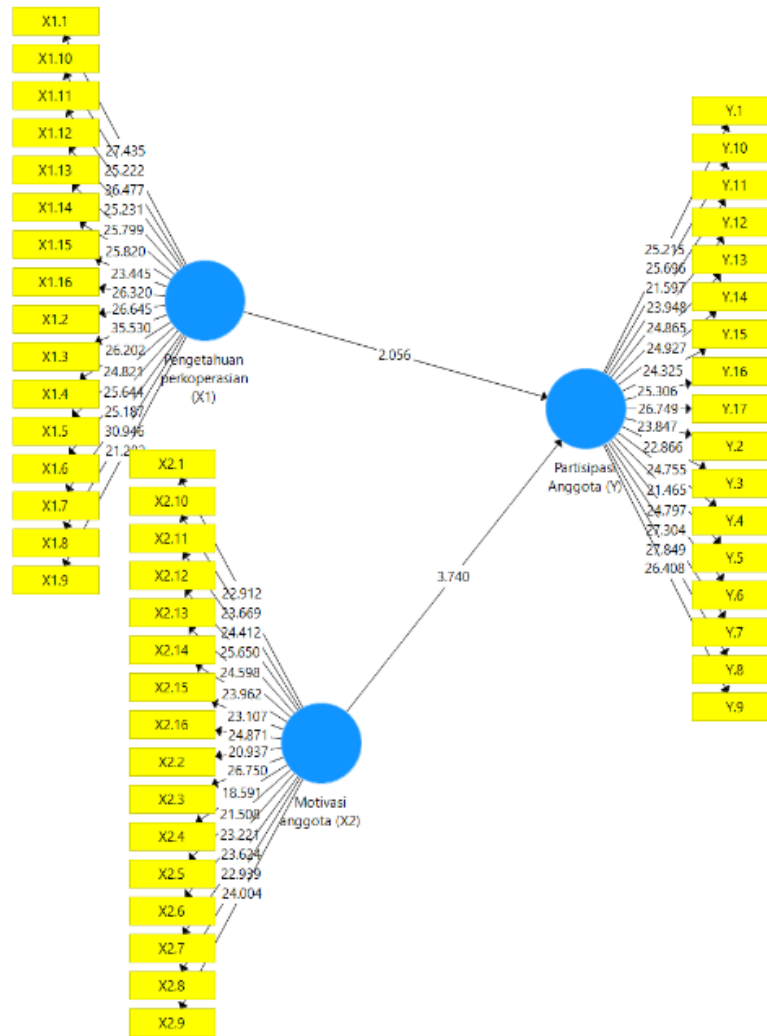 X1.1
X1.10
X1.11
X1.12
X1.13
X1.14
X1.15
X1.16
X1.2
X1.3
X1.4
X1.5
X1.6
X1.7
X1.8
X1.9
27.435
25.222
36.477
25.231
25.799
25.820
23.445
26.320
26.645
35.530
26.202
24.821
25.644
25.187
30.946
Pengetahuan
perkoperasian
(X1)
2.056
X2.1
X2.10
X2.11
X2.12
X2.13
X2.14
X2.15
X2.16
X2.2
X2.3
X2.4
X2.5
X2.6
X2.7
X2.8
X2.9
22.912
23.669
24.412
25.650
24.598
23.962
23.107
24.871
20.937
26.750
18.591
21.508
23.221
23.624
22.939
24.004
Motivasi
anggota (X2)
3.740
Partisipasi
Anggota (Y)
25.215
25.696
21.597
23.948
24.865
24.927
24.325
25.306
26.749
23.847
22.866
24.755
21.465
24.797
27.304
27.849
26.408
Y.1
Y.10
Y.11
Y.12
Y.13
Y.14
Y.15
Y.16
Y.17
Y.2
Y.3
Y.4
Y.5
Y.6
Y.7
Y.8
Y.9